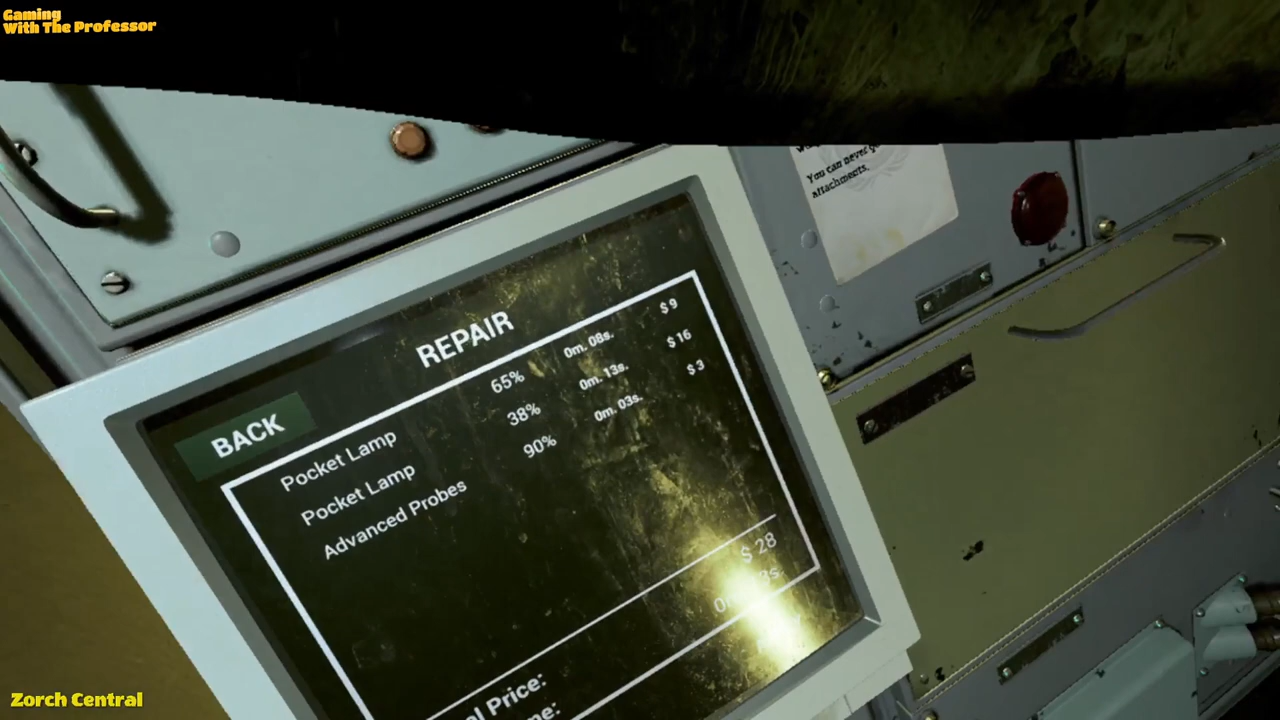 Gaming
With The Professor
You can never
attachments.
REPAIR
BACK
Pocket Lamp 65% 0m. 08s. $ 9
Pocket Lamp 38% 0m. 13s. $ 16
Advanced Probes 90% 0m. 03s. $ 3
Price: $ 28
Zorch Central